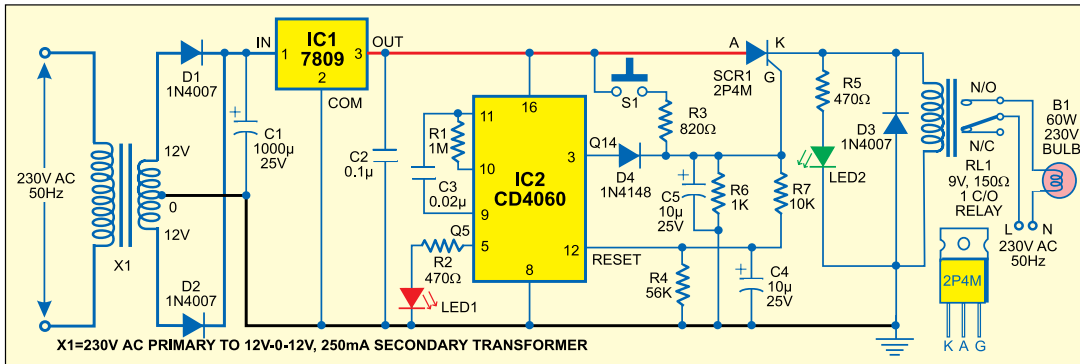 230V AC
50Hz
X1
12V
0
12V
D1
1N4007
D2
1N4007
C1
1000µ
25V
IN
1
IC1
7809
3
2
OUT
COM
C2
0.1µ
R1
1M
C3
0.02µ
11
10
9
16
IC2
CD4060
3
5
12
8
Q14
Q5
RESET
R2
470Ω
LED1
S1
R3
820Ω
D4
1N4148
C5
10µ
25V
R6
1K
R7
10K
R4
56K
C4
10µ
25V
A
K
G
SCR1
2P4M
R5
470Ω
LED2
D3
1N4007
N/O
N/C
RL1
9V, 150Ω
1 C/O
RELAY
B1
60W
230V
BULB
L
N
230V AC
50Hz
2P4M
K A G
X1=230V AC PRIMARY TO 12V-0-12V, 250mA SECONDARY TRANSFORMER